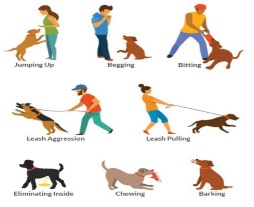 Jumping Up
Begging
Bitting
Leash Aggression
Leash Pulling
Eliminating Inside
Chewing
Barking